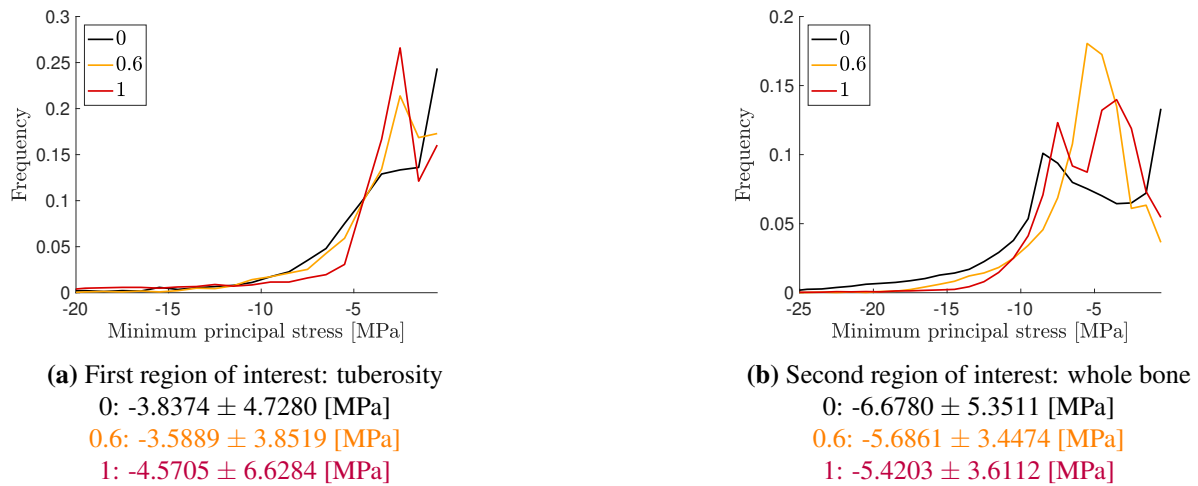 0.3
0.25
0.2
0.15
0.1
0.05
0
Frequency
0
0.6
1
-20
-15
-10
-5
Minimum principal stress [MPa]
(a) First region of interest: tuberosity
0: -3.8374 ± 4.7280 [MPa]
0.6: -3.5889 ± 3.8519 [MPa]
1: -4.5705 ± 6.6284 [MPa]
0.2
0.15
0.1
0.05
0
Frequency
0
0.6
1
-25
-20
-15
-10
-5
Minimum principal stress [MPa]
(b) Second region of interest: whole bone
0: -6.6780 ± 5.3511 [MPa]
0.6: -5.6861 ± 3.4474 [MPa]
1: -5.4203 ± 3.6112 [MPa]